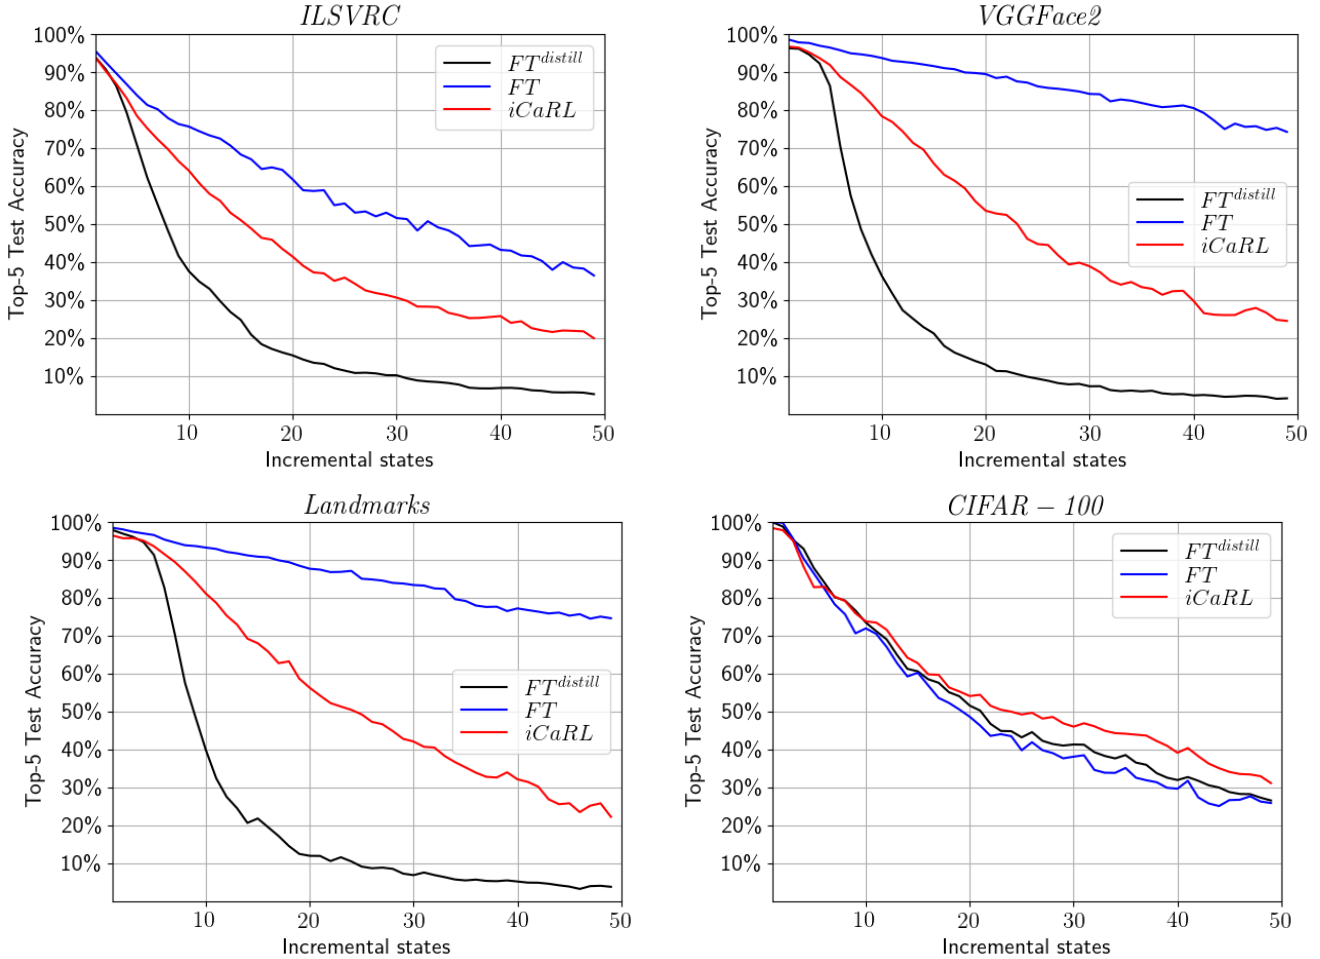 ILSVRC
100%
90%
80%
70%
60%
50%
40%
30%
20%
10%
Top-5 Test Accuracy
FT^distill
FT
iCaRL
10 20 30 40 50
Incremental states
VGGFace2
100%
90%
80%
70%
60%
50%
40%
30%
20%
10%
Top-5 Test Accuracy
FT^distill
FT
iCaRL
10 20 30 40 50
Incremental states
Landmarks
100%
90%
80%
70%
60%
50%
40%
30%
20%
10%
Top-5 Test Accuracy
FT^distill
FT
iCaRL
10 20 30 40 50
Incremental states
CIFAR – 100
100%
90%
80%
70%
60%
50%
40%
30%
20%
10%
Top-5 Test Accuracy
FT^distill
FT
iCaRL
10 20 30 40 50
Incremental states